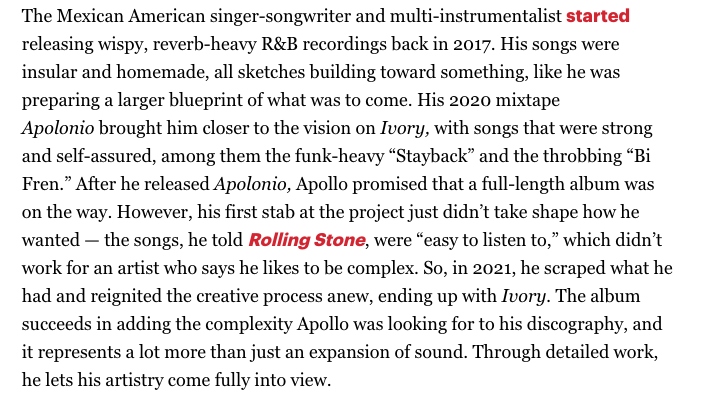 The Mexican American singer-songwriter and multi-instrumentalist started
releasing wispy, reverb-heavy R&B recordings back in 2017. His songs were
insular and homemade, all sketches building toward something, like he was
preparing a larger blueprint of what was to come. His 2020 mixtape
Apolonio brought him closer to the vision on Ivory, with songs that were strong
and self-assured, among them the funk-heavy “Stayback” and the throbbing “Bi
Fren.” After he released Apolonio, Apollo promised that a full-length album was
on the way. However, his first stab at the project just didn’t take shape how he
wanted — the songs, he told Rolling Stone, were “easy to listen to,” which didn’t
work for an artist who says he likes to be complex. So, in 2021, he scraped what he
had and reignited the creative process anew, ending up with Ivory. The album
succeeds in adding the complexity Apollo was looking for to his discography, and
it represents a lot more than just an expansion of sound. Through detailed work,
he lets his artistry come fully into view.